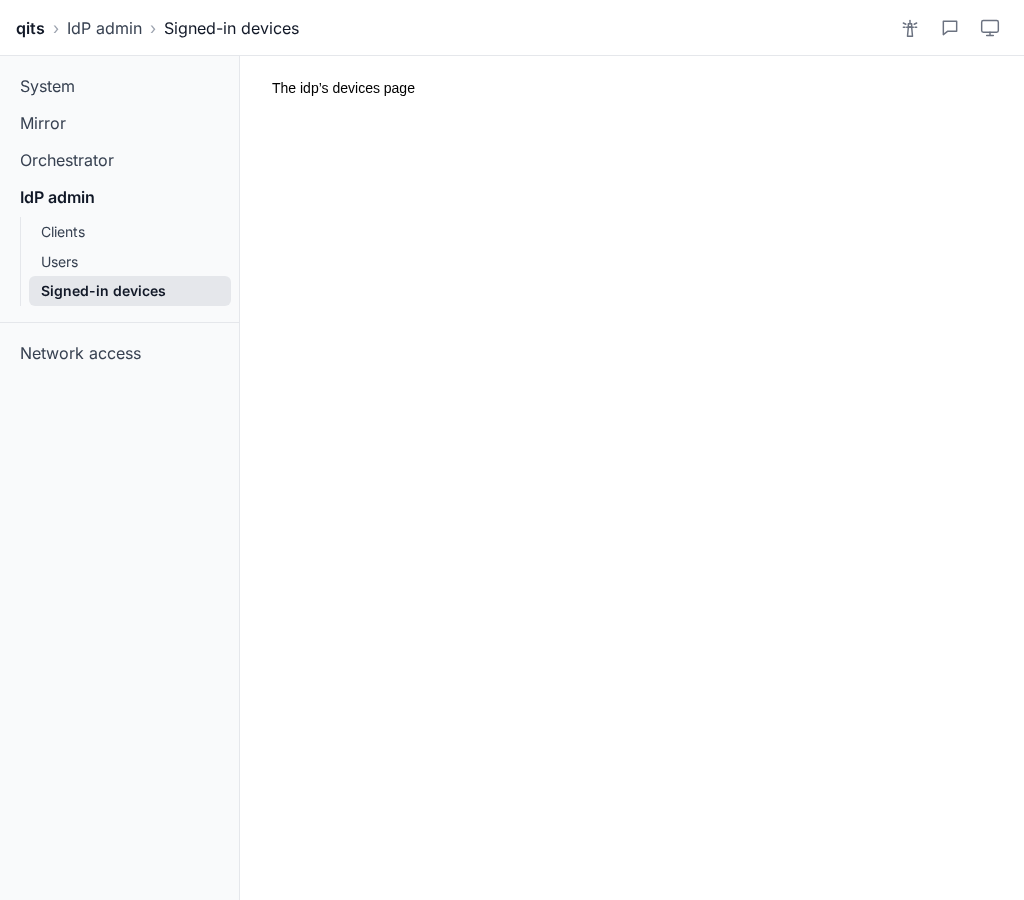 qits › IdP admin › Signed-in devices
System
Mirror
Orchestrator
IdP admin
Clients
Users
Signed-in devices
Network access
The idp’s devices page